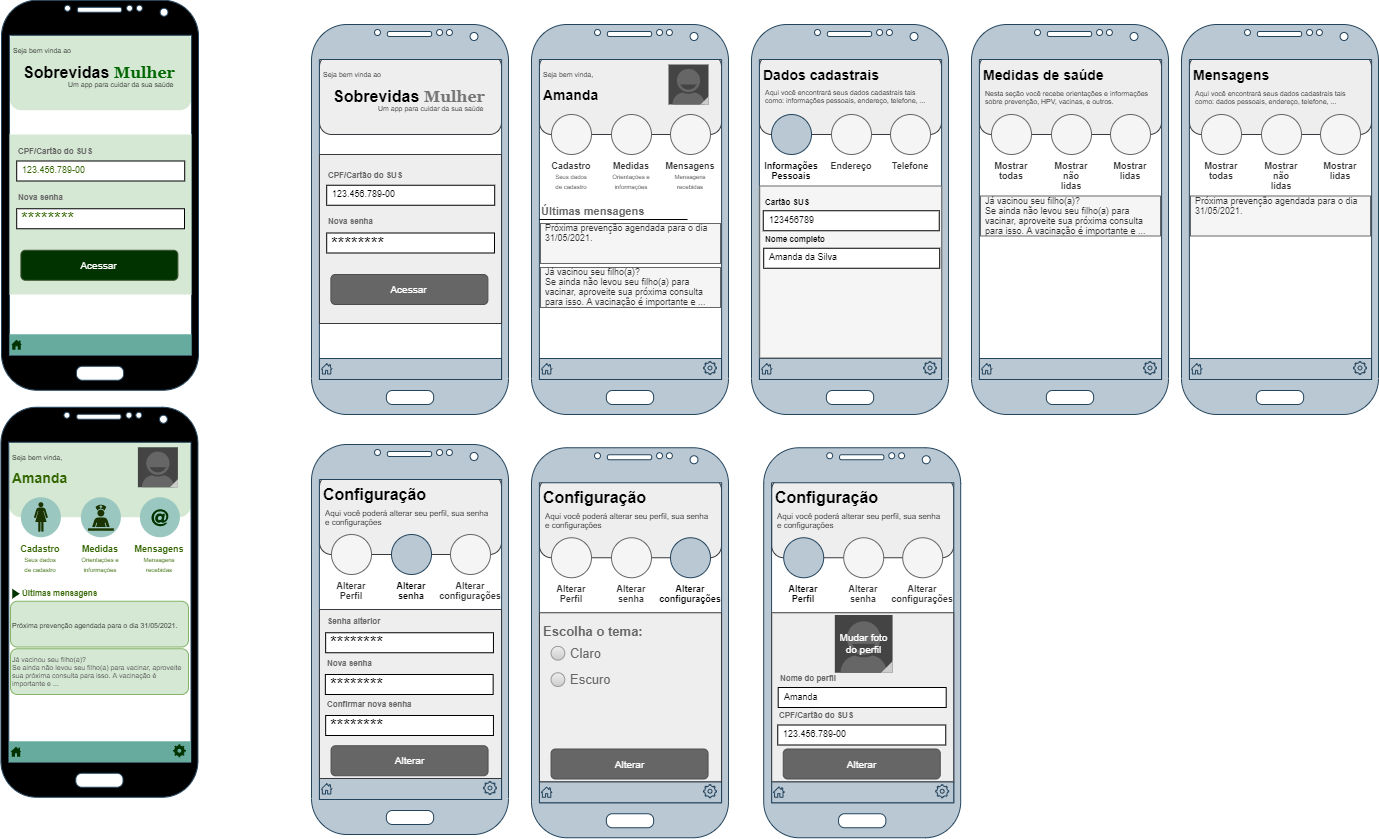 Seja bem vinda ao
Sobrevidas Mulher
Um app para cuidar da sua saúde
CPF/Cartão do SUS
123.456.789-00
Nova senha
********
Acessar
Seja bem vinda ao
Sobrevidas Mulher
Um app para cuidar da sua saúde
CPF/Cartão do SUS
123.456.789-00
Nova senha
********
Acessar
Seja bem vinda,
Amanda
Cadastro
Seus dados
de cadastro
Medidas
Orientações e
informações
Mensagens
Mensagens
recebidas
Últimas mensagens
Próxima prevenção agendada para o dia
31/05/2021.
Já vacinou seu filho(a)?
Se ainda não levou seu filho(a) para
vacinar, aproveite sua próxima consulta
para isso. A vacinação é importante e ...
Dados cadastrais
Aqui você encontrará seus dados cadastrais tais
como: informações pessoais, endereço, telefone, ...
Informações
Pessoais
Endereço
Telefone
Cartão SUS
123456789
Nome completo
Amanda da Silva
Medidas de saúde
Nesta seção você recebe orientações e informações
sobre prevenção, HPV, vacinas, e outros.
Mostrar
todas
Mostrar
não
lidas
Mostrar
lidas
Já vacinou seu filho(a)?
Se ainda não levou seu filho(a) para
vacinar, aproveite sua próxima consulta
para isso. A vacinação é importante e ...
Mensagens
Aqui você encontrará seus dados cadastrais tais
como: dados pessoais, endereço, telefone, ...
Mostrar
todas
Mostrar
não
lidas
Mostrar
lidas
Próxima prevenção agendada para o dia
31/05/2021.
Seja bem vinda,
Amanda
@
Cadastro
Seus dados
de cadastro
Medidas
Orientações e
informações
Mensagens
Mensagens
recebidas
Últimas mensagens
Próxima prevenção agendada para o dia 31/05/2021.
Já vacinou seu filho(a)?
Se ainda não levou seu filho(a) para vacinar, aproveite
sua próxima consulta para isso. A vacinação é
importante e ...
Configuração
Aqui você poderá alterar seu perfil, sua senha
e configurações
Alterar
Perfil
Alterar
senha
Alterar
configurações
Senha alterior
********
Nova senha
********
Confirmar nova senha
********
Alterar
Configuração
Aqui você poderá alterar seu perfil, sua senha
e configurações
Alterar
Perfil
Alterar
senha
Alterar
configurações
Escolha o tema:
Claro
Escuro
Alterar
Configuração
Aqui você poderá alterar seu perfil, sua senha
e configurações
Alterar
Perfil
Alterar
senha
Alterar
configurações
Mudar foto
do perfil
Nome do perfil
Amanda
CPF/Cartão do SUS
123.456.789-00
Alterar